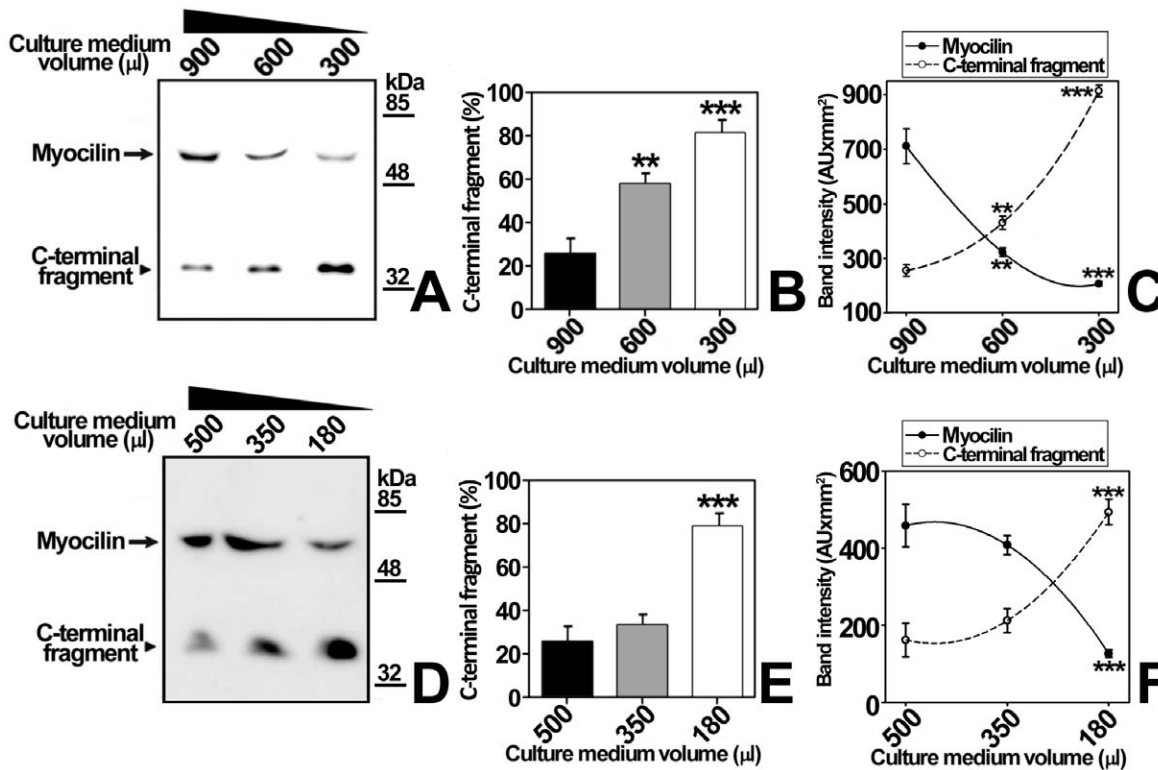 Culture medium
volume (µl)
900
600
300
kDa
85
Myocilin
48
C-terminal
fragment
32
A
C-terminal fragment (%)
100
80
60
40
20
0
**
***
900
600
300
Culture medium volume (µl)
B
Myocilin
C-terminal fragment
Band intensity (AUxmm²)
900
700
500
300
100
***
**
**
***
900
600
300
Culture medium volume (µl)
C
Culture medium
volume (µl)
500
350
180
kDa
85
Myocilin
48
C-terminal
fragment
32
D
C-terminal fragment (%)
100
80
60
40
20
0
***
500
350
180
Culture medium volume (µl)
E
Myocilin
C-terminal fragment
Band intensity (AUxmm²)
600
400
200
0
***
***
500
350
180
Culture medium volume (µl)
F